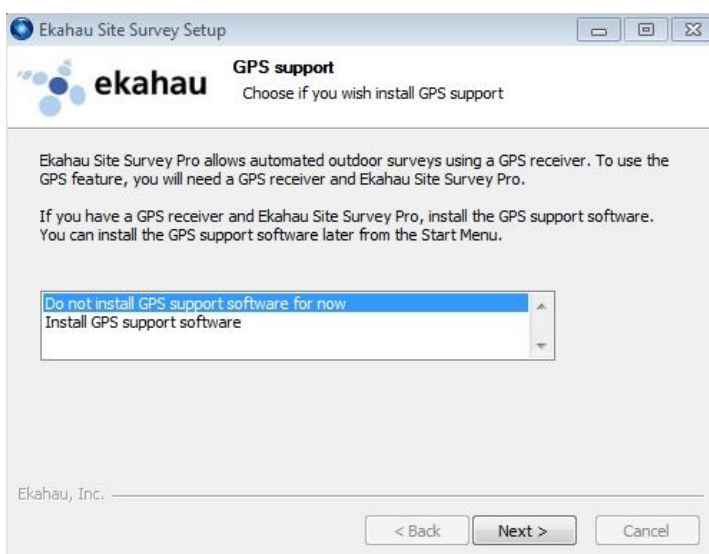 Ekahau Site Survey Setup
ekahau
GPS support
Choose if you wish install GPS support
Ekahau Site Survey Pro allows automated outdoor surveys using a GPS receiver. To use the
GPS feature, you will need a GPS receiver and Ekahau Site Survey Pro.
If you have a GPS receiver and Ekahau Site Survey Pro, install the GPS support software.
You can install the GPS support software later from the Start Menu.
Do not install GPS support software for now
Install GPS support software
Ekahau, Inc.
< Back Next > Cancel